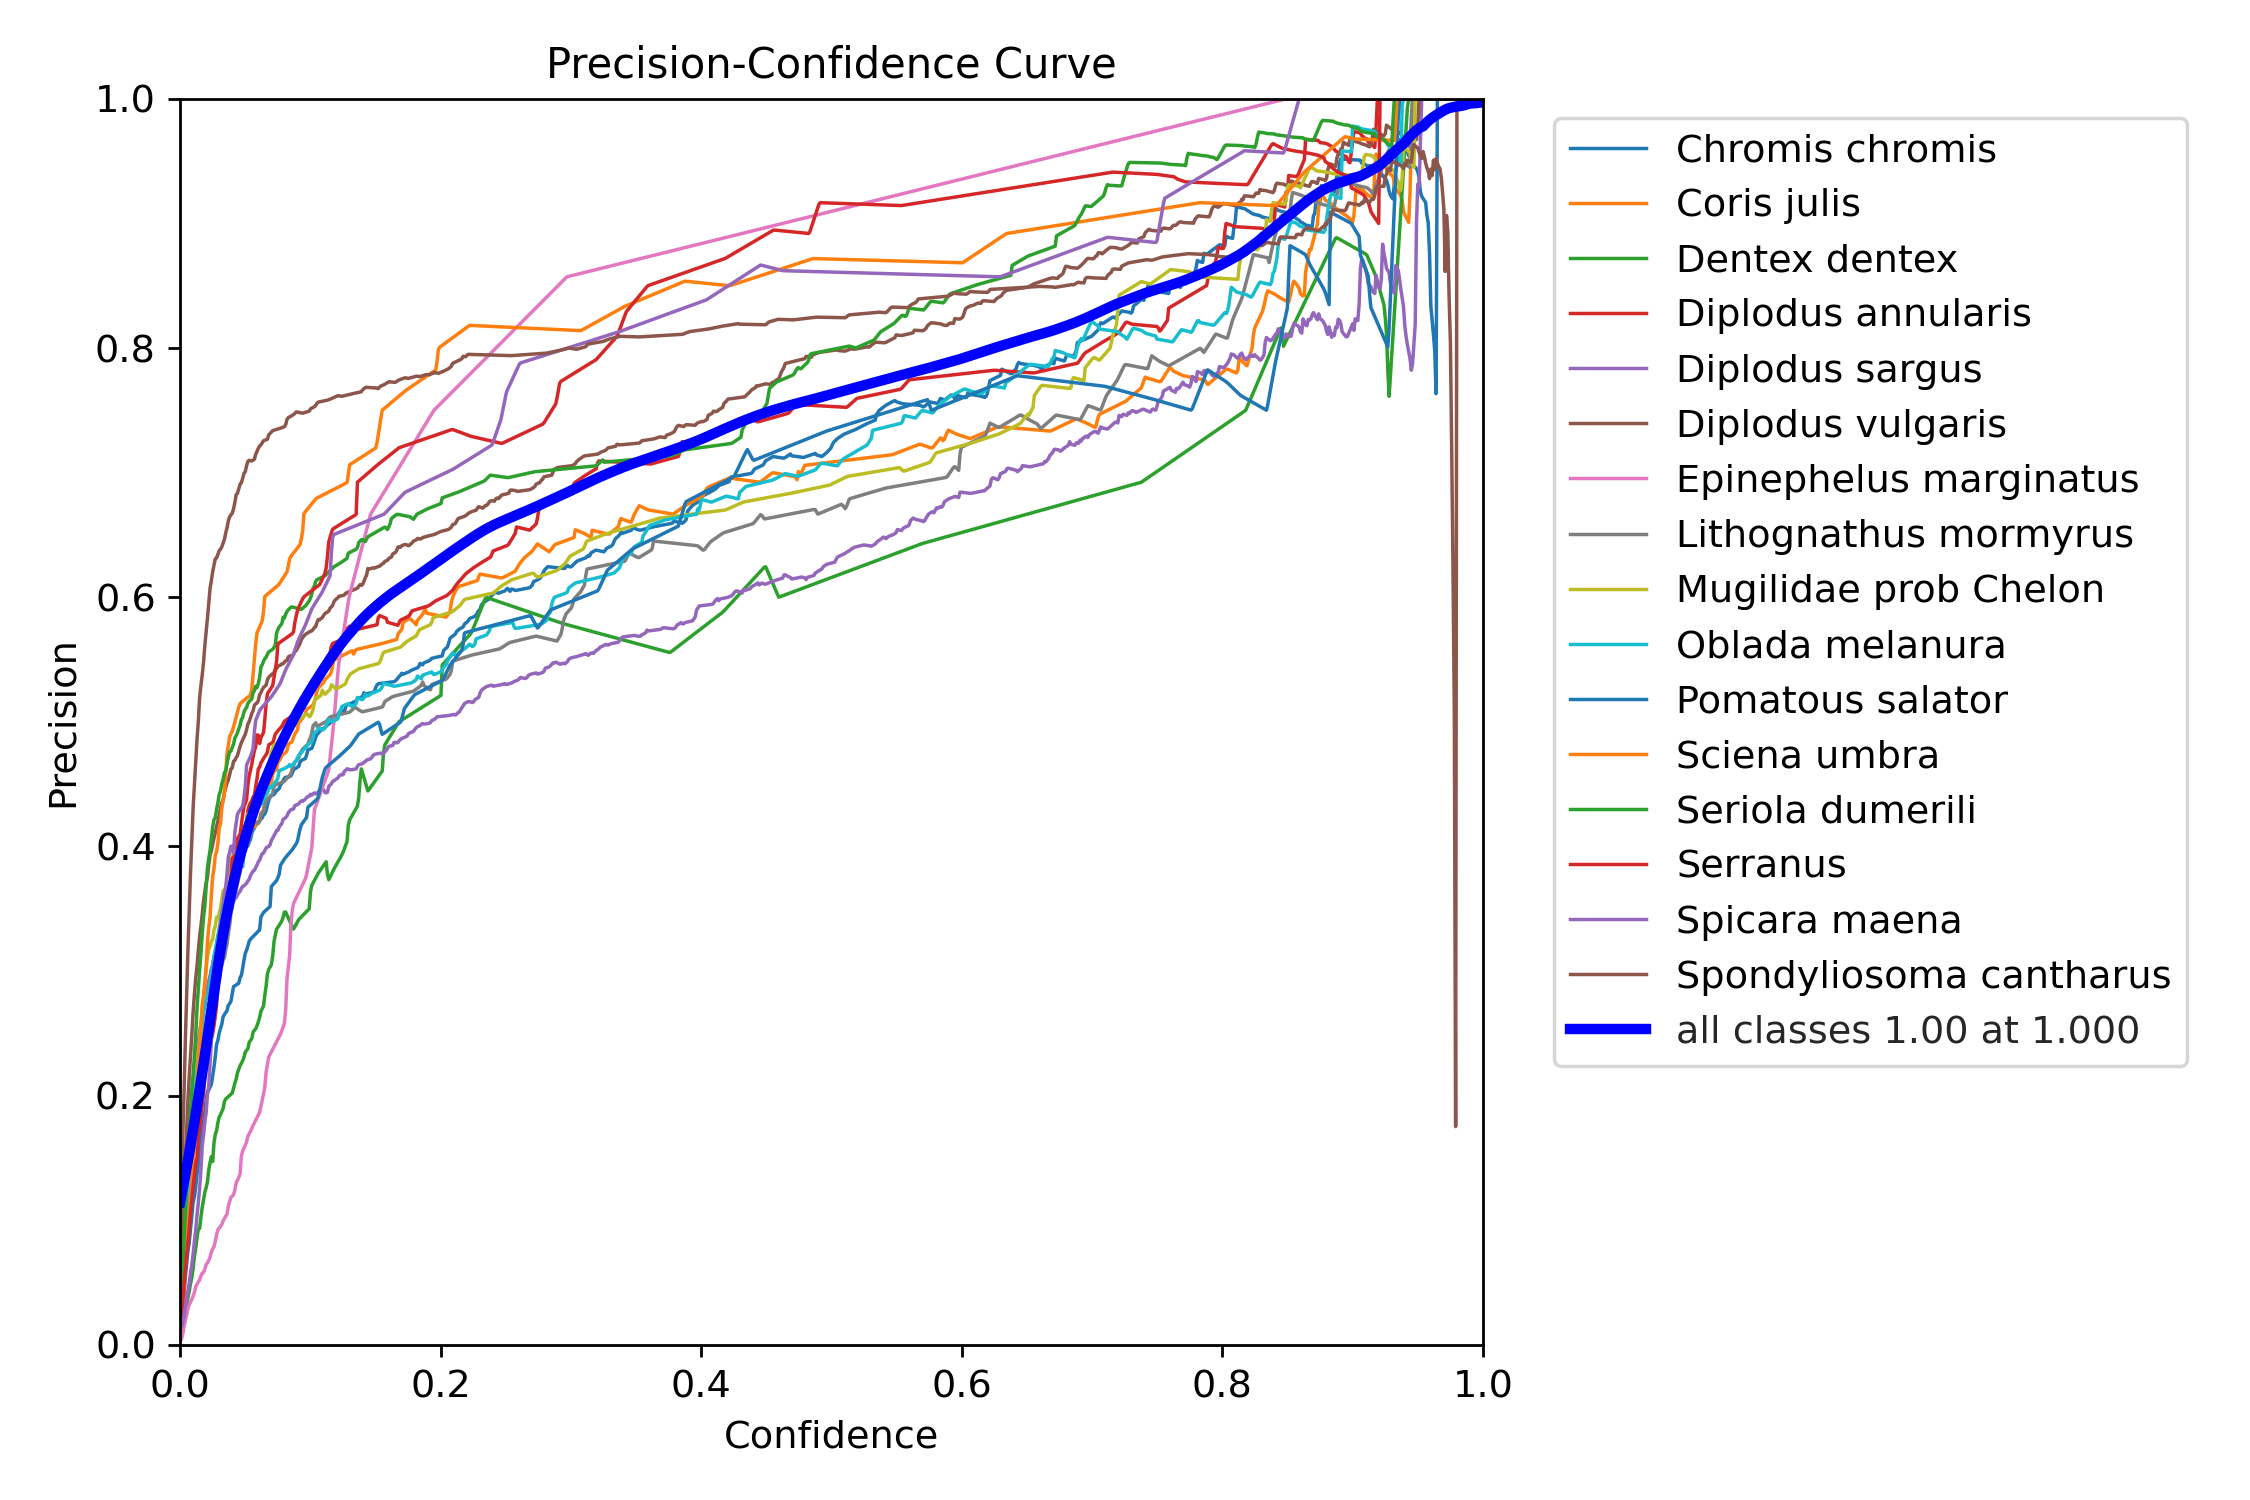 Precision-Confidence Curve
1.0
0.8
0.6
0.4
0.2
0.0
Precision
0.0 0.2 0.4 0.6 0.8 1.0
Confidence
Chromis chromis
Coris julis
Dentex dentex
Diplodus annularis
Diplodus sargus
Diplodus vulgaris
Epinephelus marginatus
Lithognathus mormyrus
Mugilidae prob Chelon
Oblada melanura
Pomatous salator
Sciena umbra
Seriola dumerili
Serranus
Spicara maena
Spondyliosoma cantharus
all classes 1.00 at 1.000